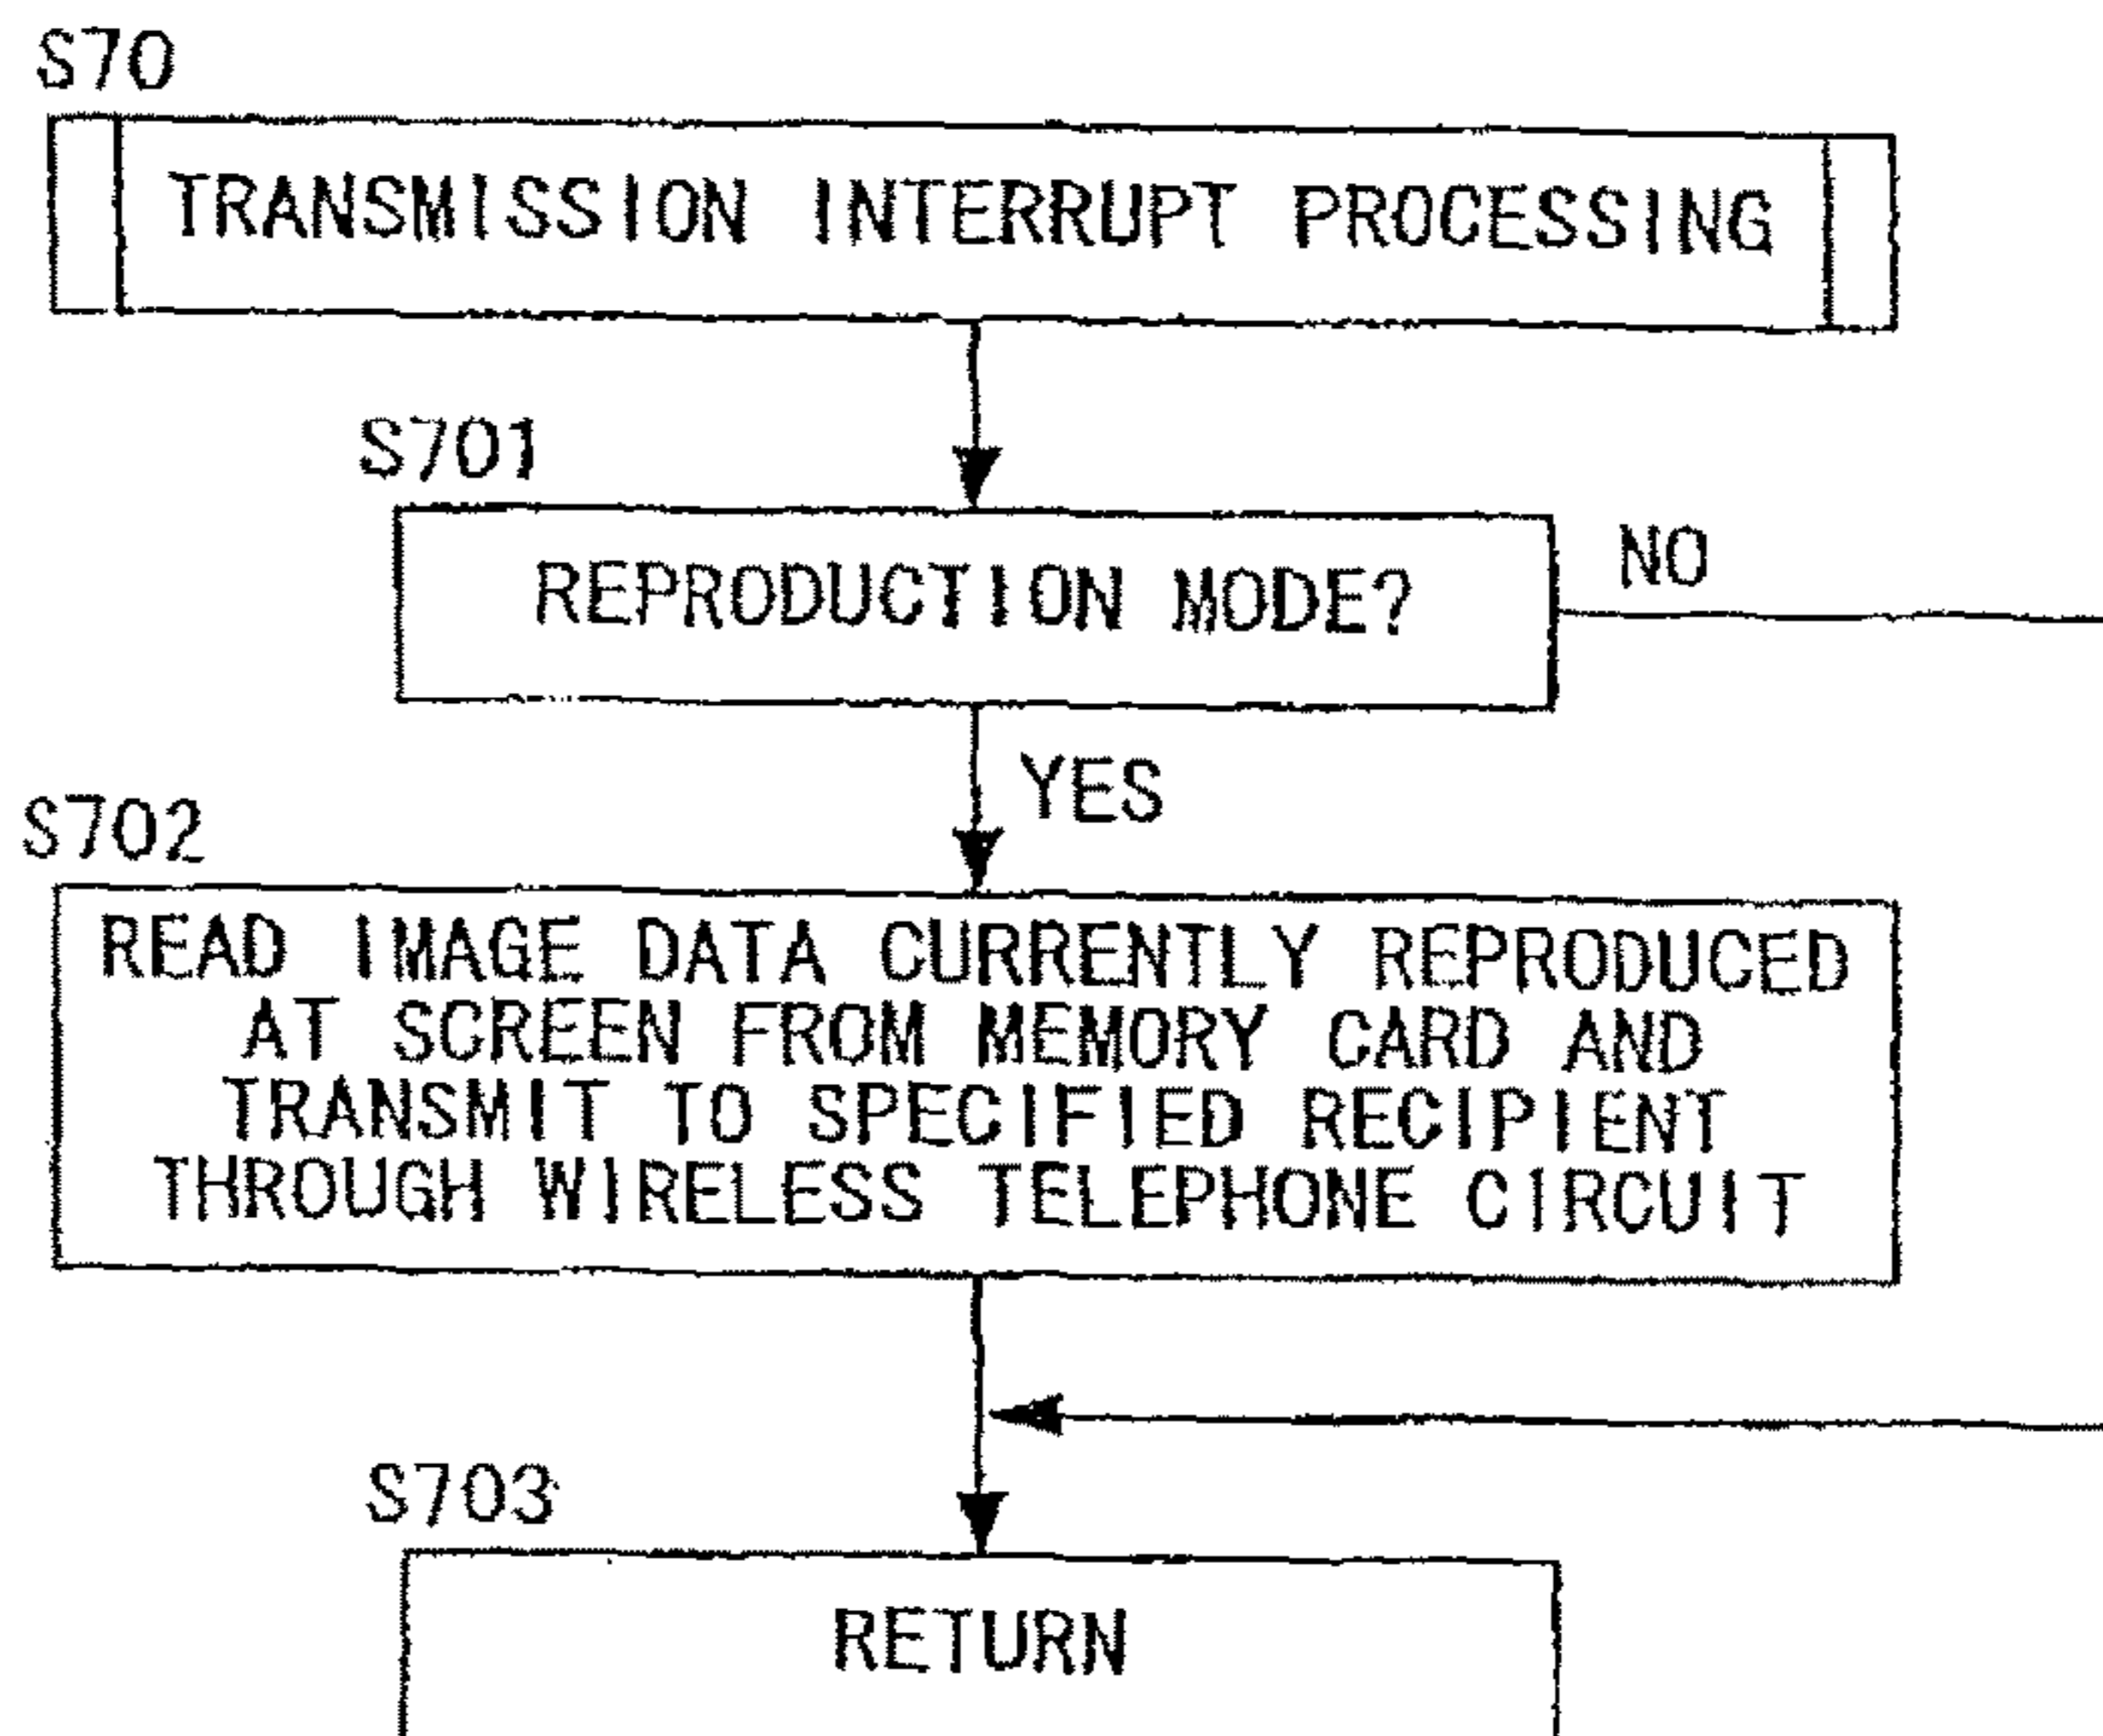 S70
TRANSMISSION INTERRUPT PROCESSING
S701
REPRODUCTION MODE?
NO
YES
S702
READ IMAGE DATA CURRENTLY REPRODUCED
AT SCREEN FROM MEMORY CARD AND
TRANSMIT TO SPECIFIED RECIPIENT
THROUGH WIRELESS TELEPHONE CIRCUIT
S703
RETURN